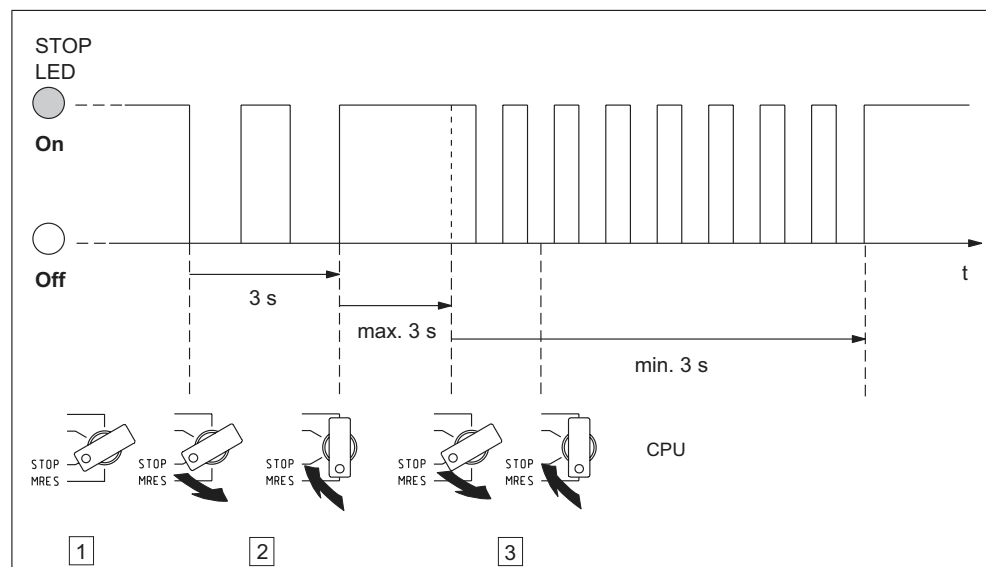 STOP
LED
On
Off
t
3 s
max. 3 s
min. 3 s
STOP
MRES
STOP
MRES
STOP
MRES
STOP
MRES
STOP
MRES
CPU
1
2
3